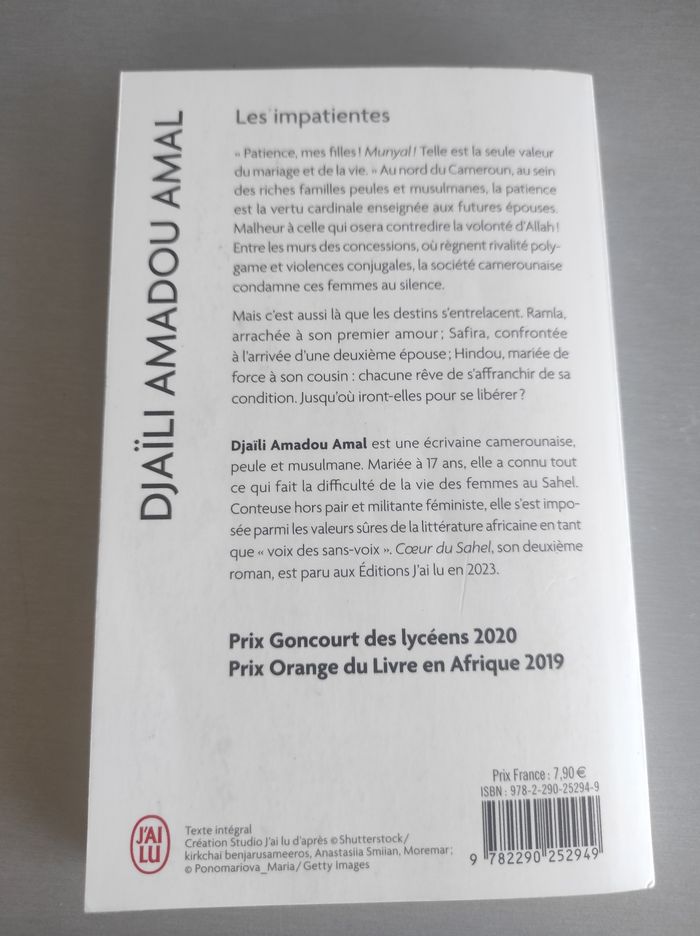 DJAÏLI AMADOU AMAL
Les impatientes
« Patience, mes filles ! Munyal ! Telle est la seule valeur
du mariage et de la vie. » Au nord du Cameroun, au sein
des riches familles peules et musulmanes, la patience
est la vertu cardinale enseignée aux futures épouses.
Malheur à celle qui osera contredire la volonté d'Allah !
Entre les murs des concessions, où règnent rivalité poly-
game et violences conjugales, la société camerounaise
condamne ces femmes au silence.
Mais c'est aussi là que les destins s'entrelacent. Ramla,
arrachée à son premier amour ; Safira, confrontée
à l'arrivée d'une deuxième épouse ; Hindou, mariée de
force à son cousin : chacune rêve de s'affranchir de sa
condition. Jusqu'où iront-elles pour se libérer ?
Djaïli Amadou Amal est une écrivaine camerounaise,
peule et musulmane. Mariée à 17 ans, elle a connu tout
ce qui fait la difficulté de la vie des femmes au Sahel.
Conteuse hors pair et militante féministe, elle s'est impo-
sée parmi les valeurs sûres de la littérature africaine en tant
que « voix des sans-voix ». Cœur du Sahel, son deuxième
roman, est paru aux Éditions J'ai lu en 2023.
Prix Goncourt des lycéens 2020
Prix Orange du Livre en Afrique 2019
Prix France : 7,90 €
ISBN : 978-2-290-25294-9
9 782290 252949
J'AI
LU
Texte intégral
Création Studio J'ai lu d'après © Shutterstock /
kirkchai benjarusameeros, Anastasiia Smiian, Moremar ;
© Ponomariova_Maria / Getty Images